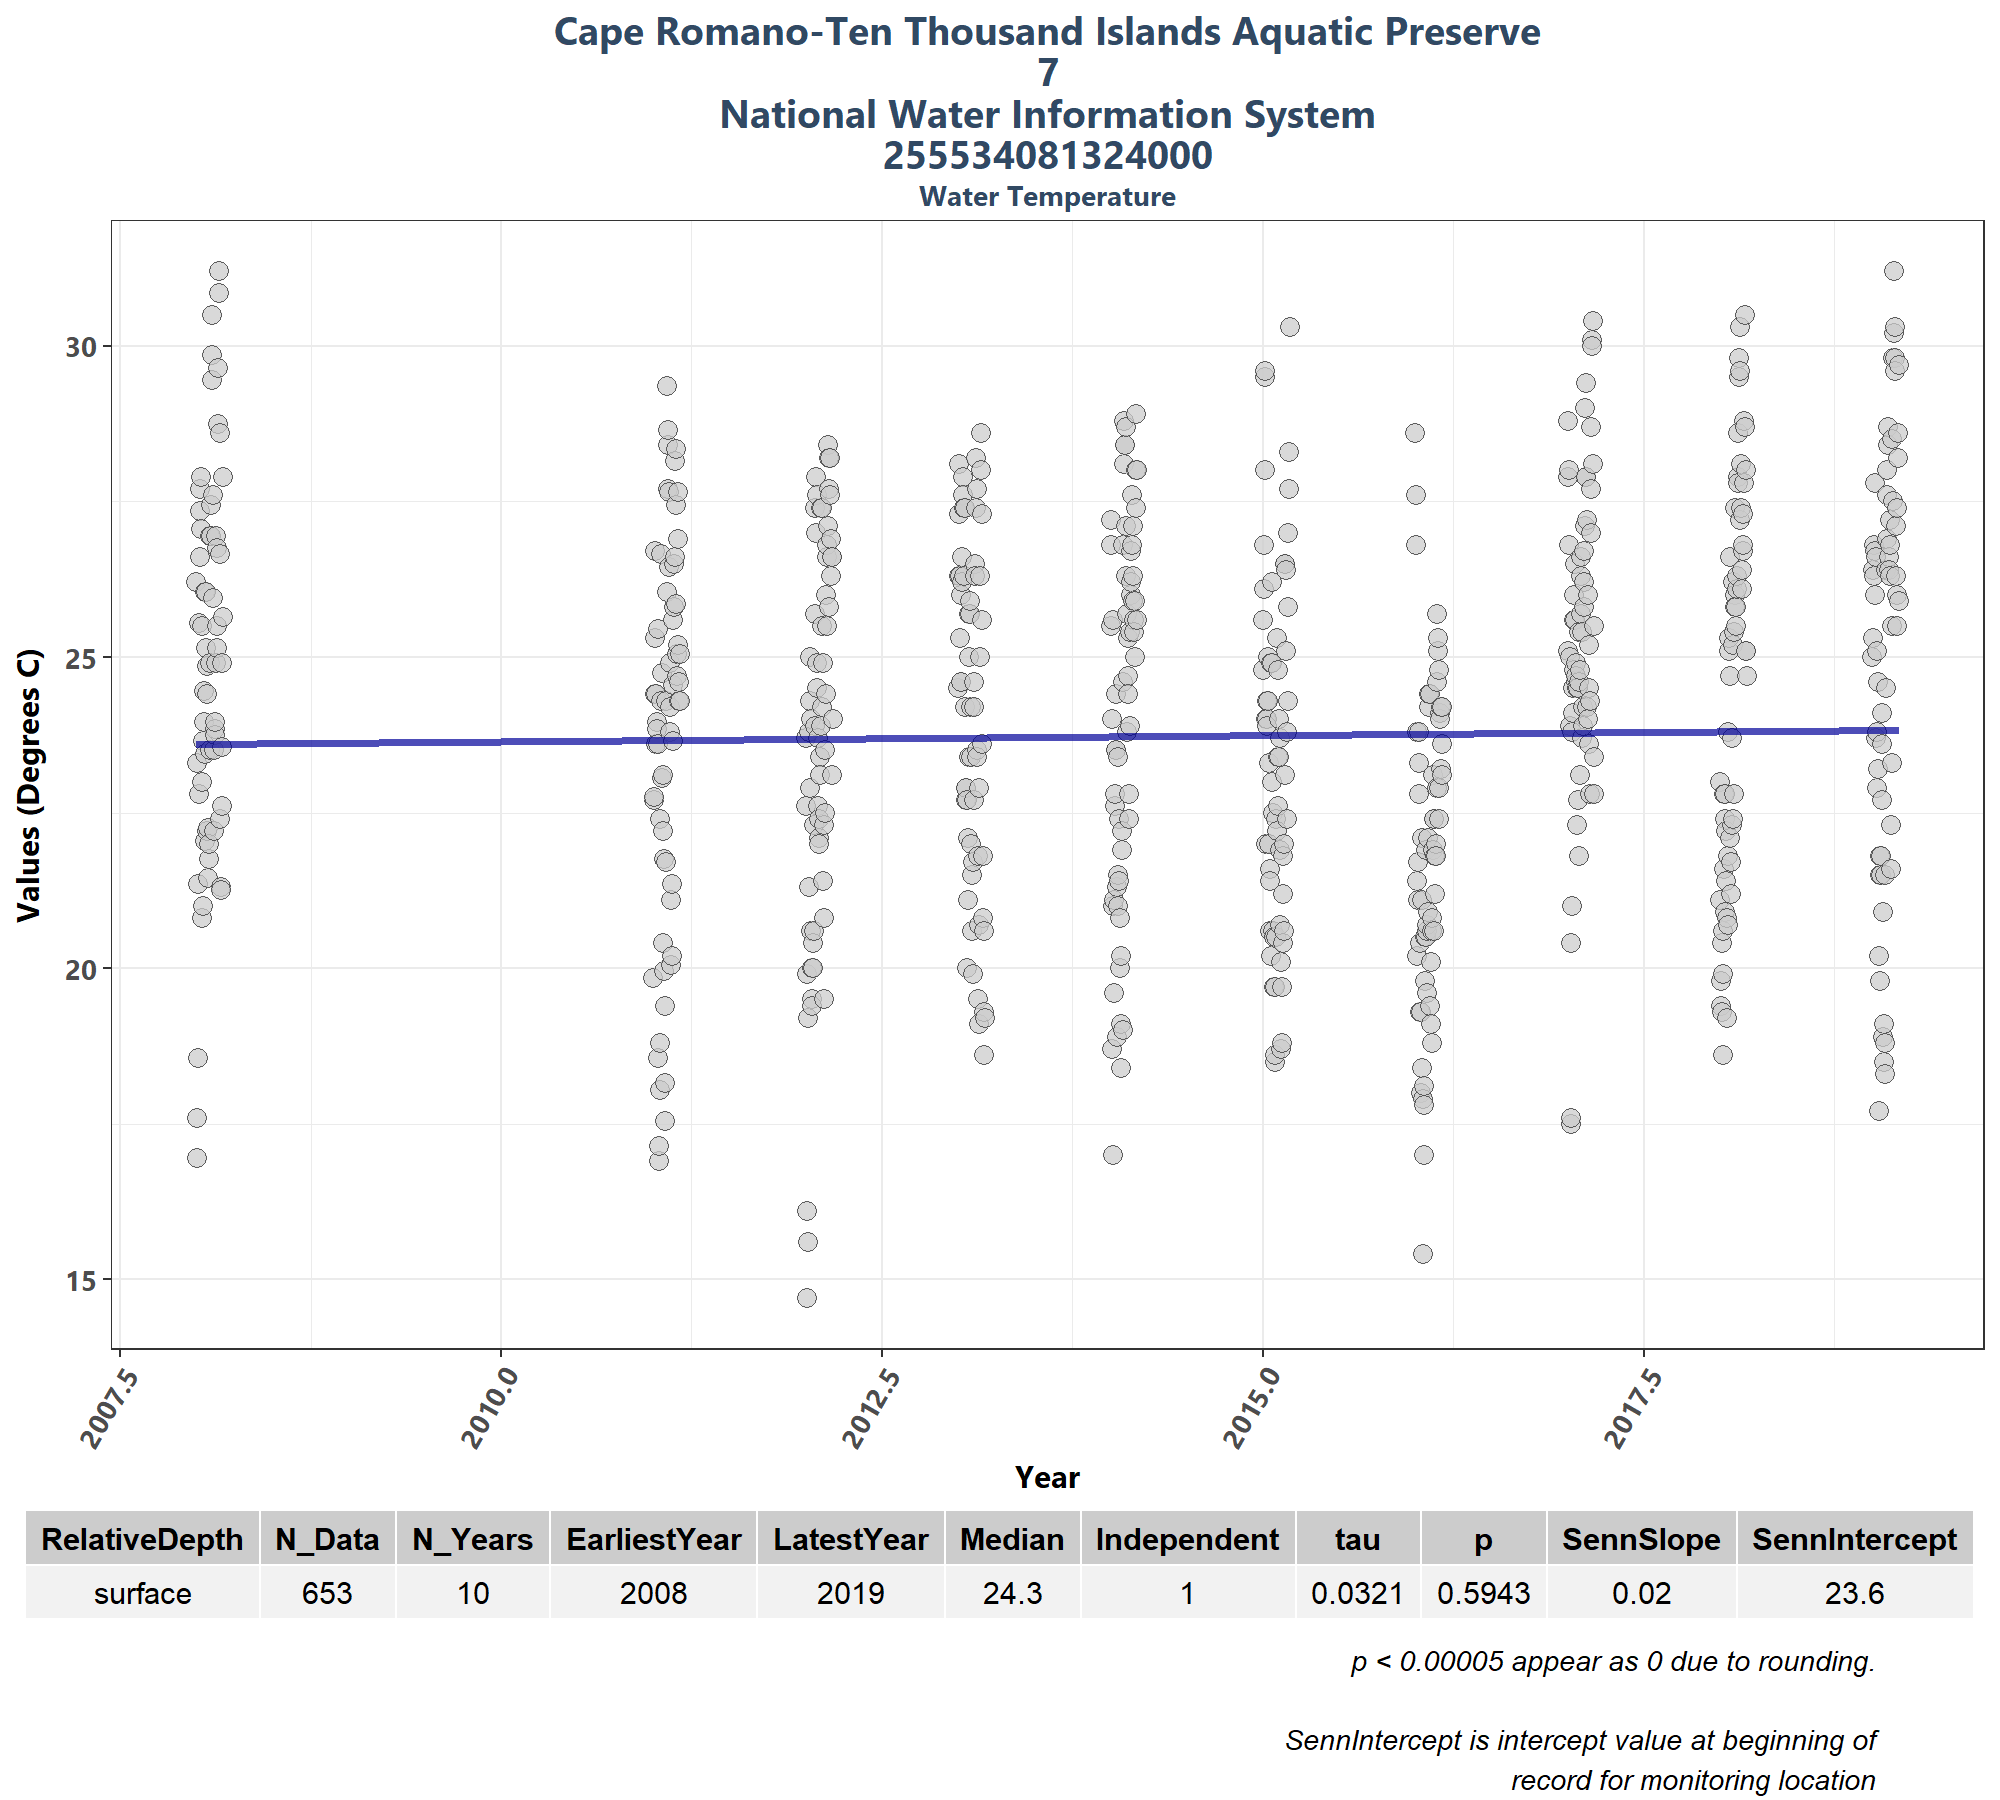 Cape Romano-Ten Thousand Islands Aquatic Preserve
7
National Water Information System
255534081324000
Water Temperature
Values (Degrees C)
30
25
20
15
2007.5 2010.0 2012.5 2015.0 2017.5
Year
RelativeDepth N_Data N_Years EarliestYear LatestYear Median Independent tau p SennSlope SennIntercept
surface 653 10 2008 2019 24.3 1 0.0321 0.5943 0.02 23.6
p < 0.00005 appear as 0 due to rounding.
SennIntercept is intercept value at beginning of
record for monitoring location